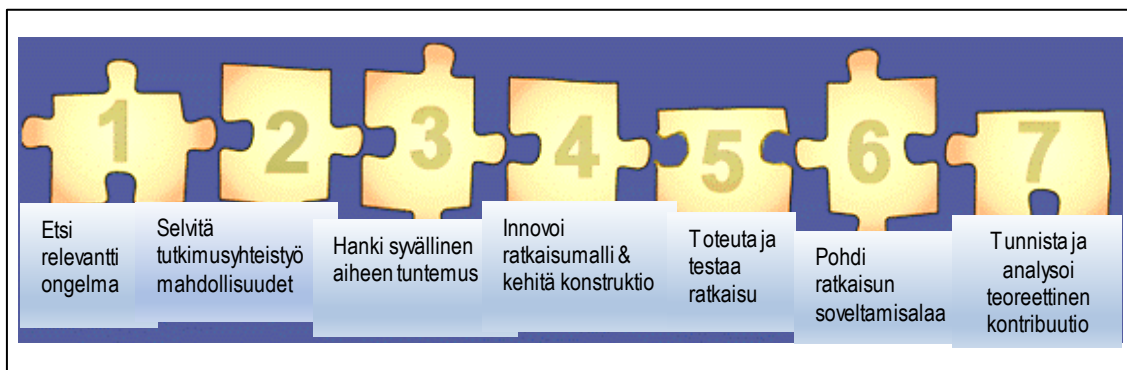 1
2
3
4
5
6
7
Etsi
relevantti
ongelma
Selvitä
tutkimusyhteistyö
mahdollisuudet
Hanki syvällinen
aiheen tuntemus
Innovoi
ratkaisumalli &
kehitä konstruktio
Toteuta ja
testaa
ratkaisu
Pohdi
ratkaisun
soveltamisalaa
Tunnista ja
analysoi
teoreettinen
kontribuutio